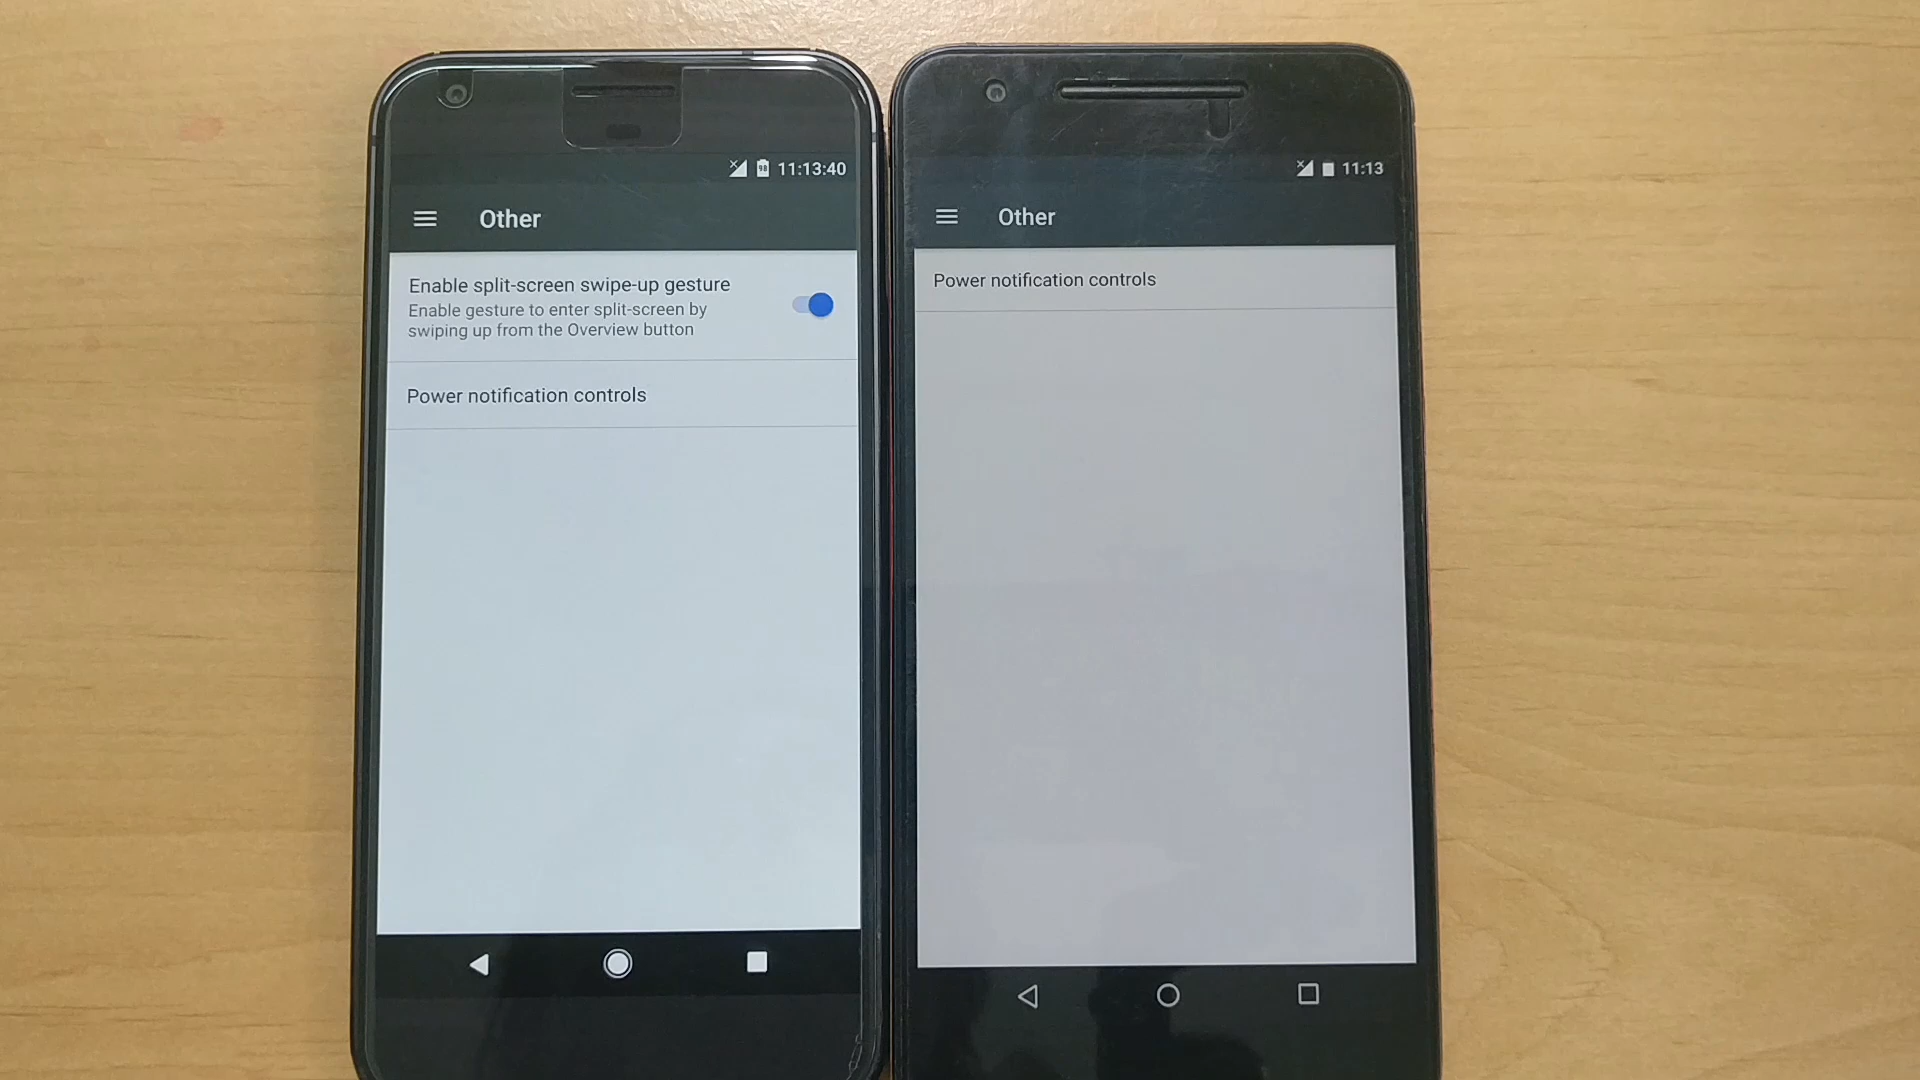 98 11:13:40
Other
Enable split-screen swipe-up gesture
Enable gesture to enter split-screen by
swiping up from the Overview button
Power notification controls
11:13
Other
Power notification controls